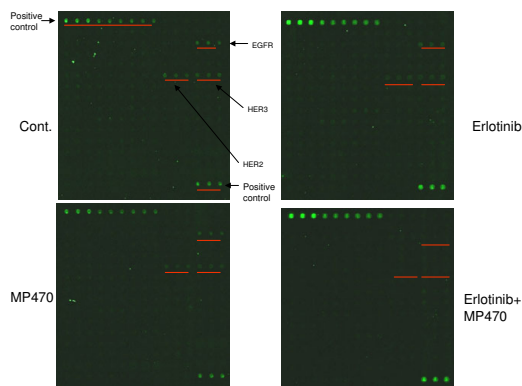 Positive
control
EGFR
HER3
Cont.
Erlotinib
HER2
Positive
control
MP470
Erlotinib+
MP470